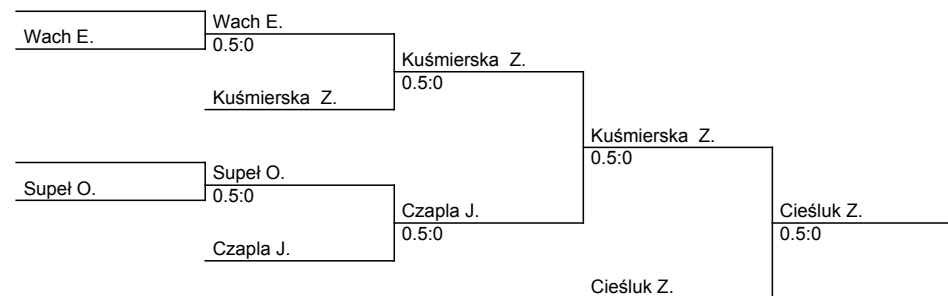 Wach E.
Wach E.
0.5:0
Kuśmierska  Z.
Kuśmierska  Z.
0.5:0
Supeł O.
Supeł O.
0.5:0
Czapla J.
Czapla J.
0.5:0
Kuśmierska  Z.
0.5:0
Cieśluk Z.
Cieśluk Z.
0.5:0